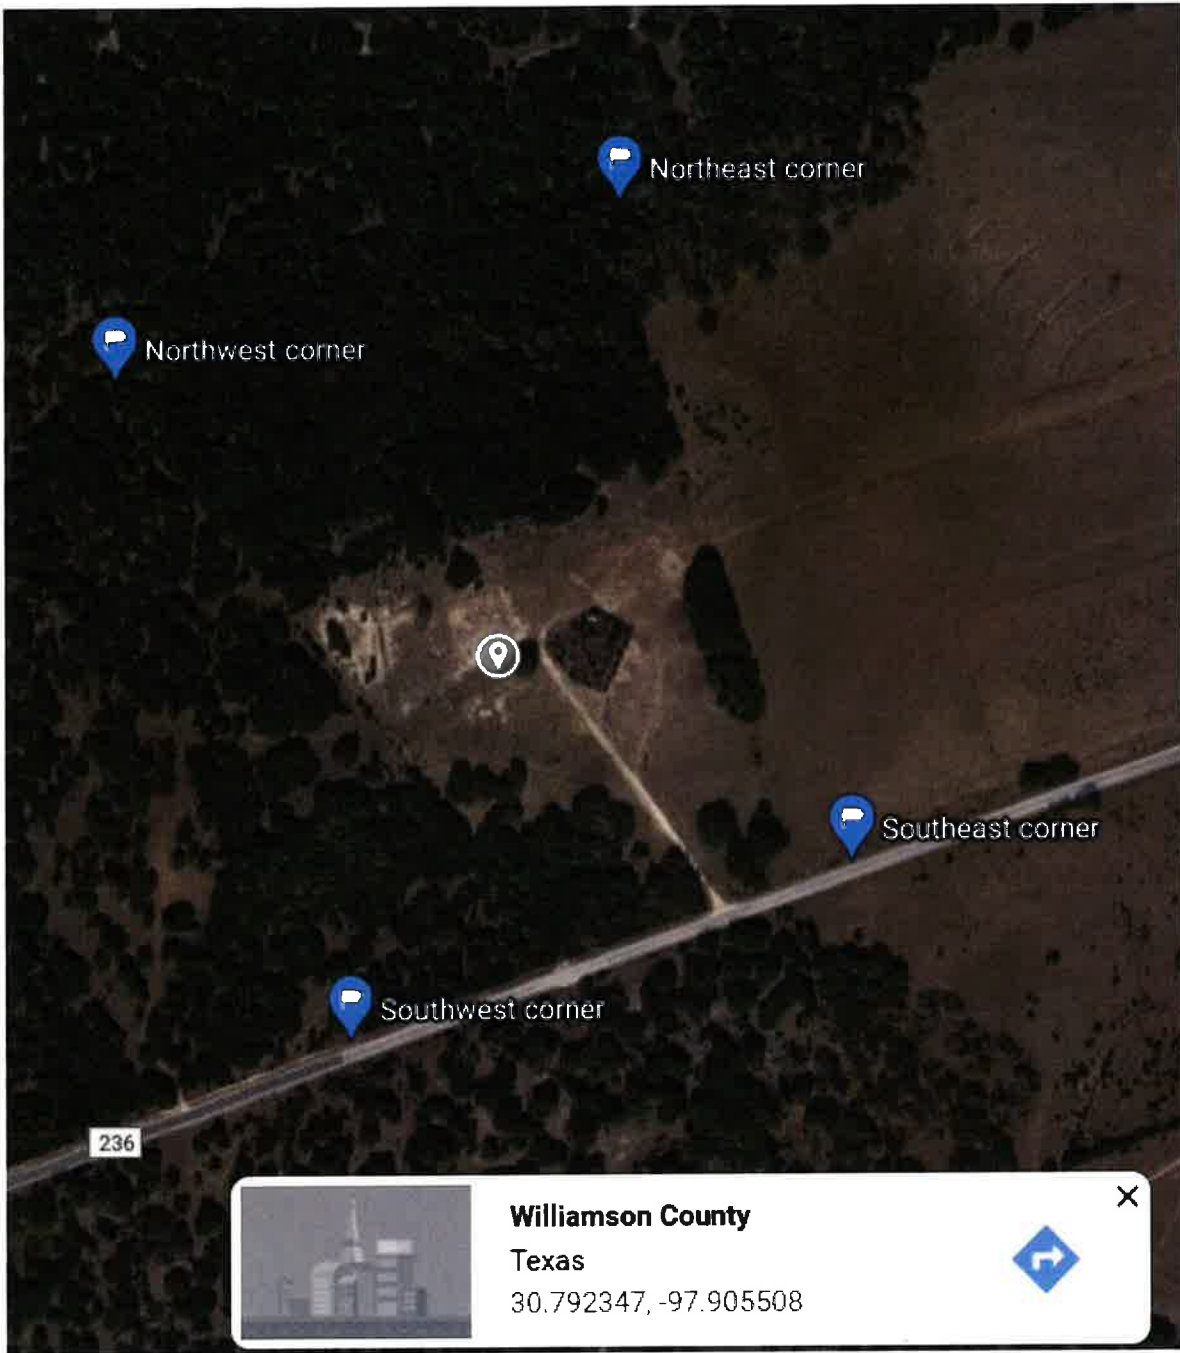 Northeast corner
Northwest corner
Southeast corner
Southwest corner
236
Williamson County
Texas
30.792347, -97.905508